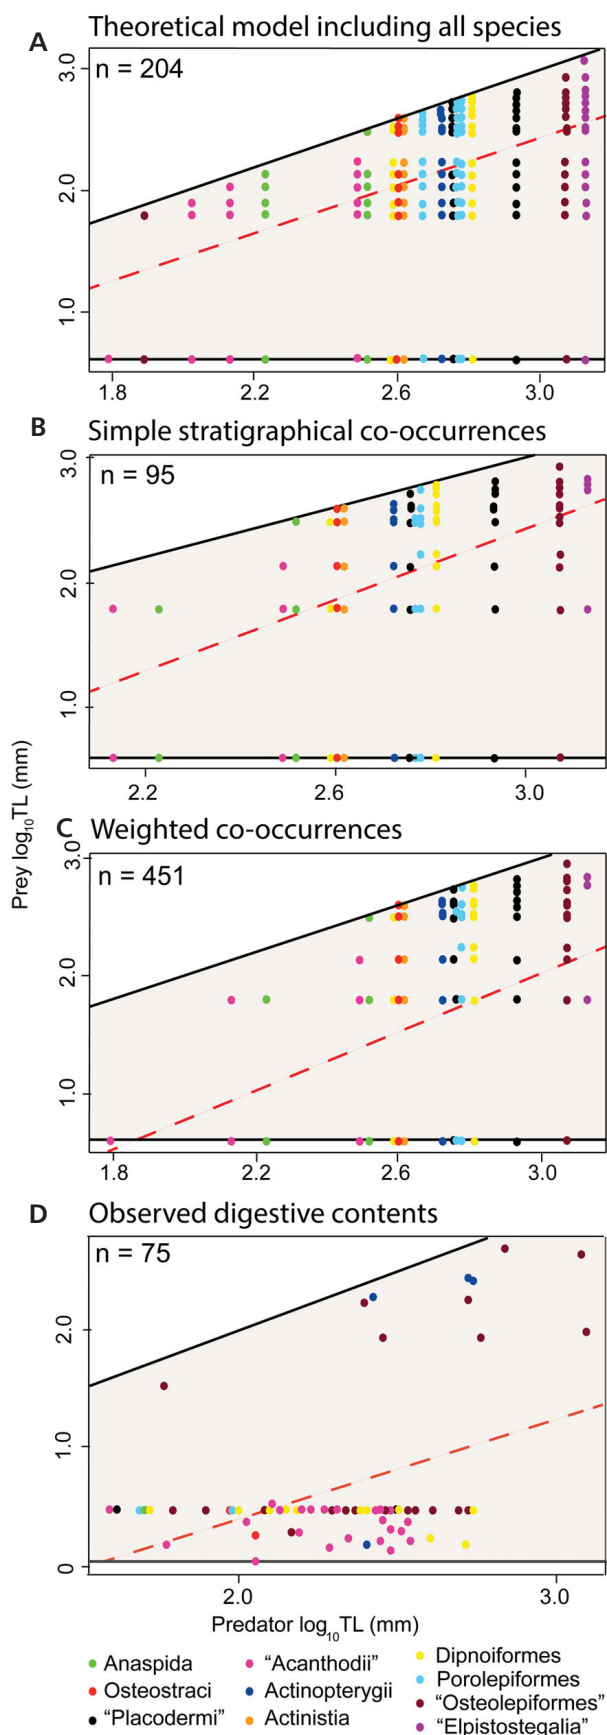 A
Theoretical model including all species
n = 204
3.0
2.0
1.0
1.8 2.2 2.6 3.0
B
Simple stratigraphical co-occurrences
n = 95
3.0
2.0
1.0
2.2 2.6 3.0
Prey log10TL (mm)
C
Weighted co-occurrences
n = 451
3.0
2.0
1.0
1.8 2.2 2.6 3.0
D
Observed digestive contents
n = 75
2.0
1.0
0
2.0 3.0
Predator log10TL (mm)
Anaspida
Osteostraci
“Placodermi”
“Acanthodii”
Actinopterygii
Actinistia
Dipnoiformes
Porolepiformes
“Osteolepiformes”
“Elpistostegalia”